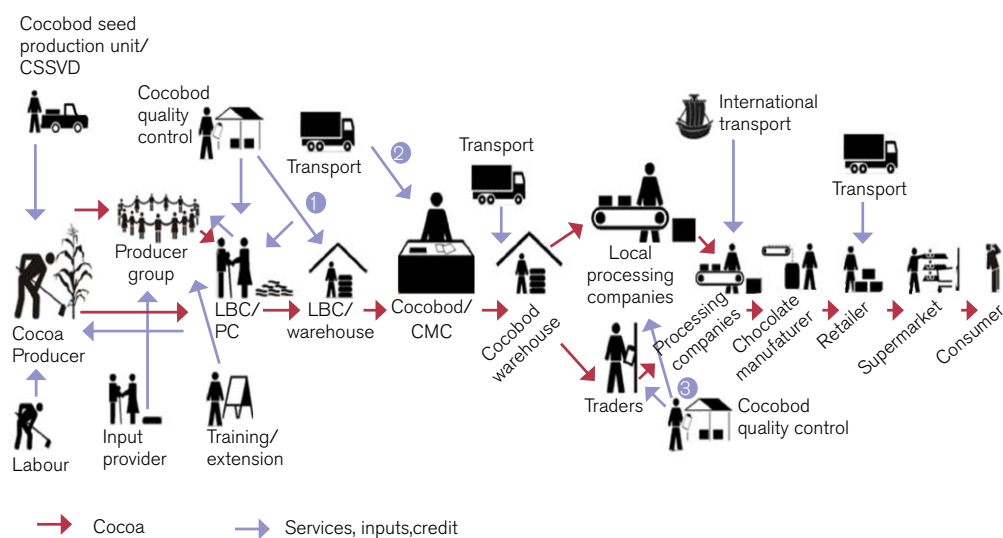 Cocobod seed
production unit/
CSSVD
Cocobod
quality
control
Transport
1
2
Transport
International
transport
Transport
Producer
group
Local
processing
companies
Cocoa
Producer
LBC/
PC
LBC/
warehouse
Cocobod/
CMC
Cocobod
warehouse
Processing
companies
Chocolate
manufaturer
Retailer
Supermarket
Consumer
Traders
3
Cocobod
quality control
Labour
Input
provider
Training/
extension
Cocoa
Services, inputs,credit